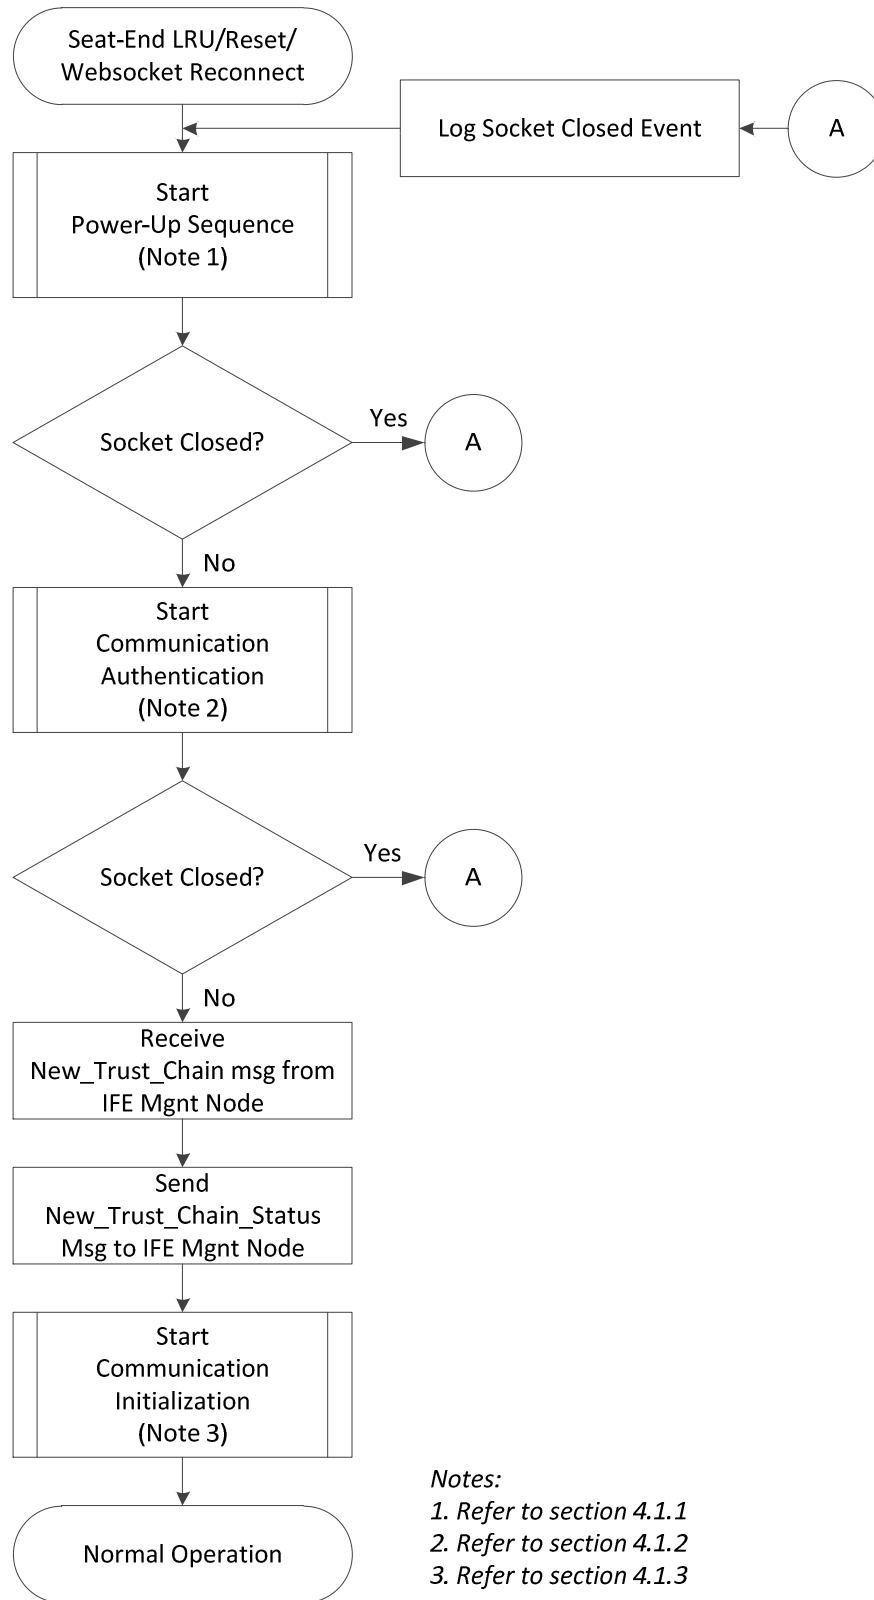 Seat-End LRU/Reset/
Websocket Reconnect
Log Socket Closed Event
A
Start
Power-Up Sequence
(Note 1)
Socket Closed?
Yes
A
No
Start
Communication
Authentication
(Note 2)
Socket Closed?
Yes
A
No
Receive
New_Trust_Chain msg from
IFE Mgnt Node
Send
New_Trust_Chain_Status
Msg to IFE Mgnt Node
Start
Communication
Initialization
(Note 3)
Normal Operation
Notes:
1. Refer to section 4.1.1
2. Refer to section 4.1.2
3. Refer to section 4.1.3